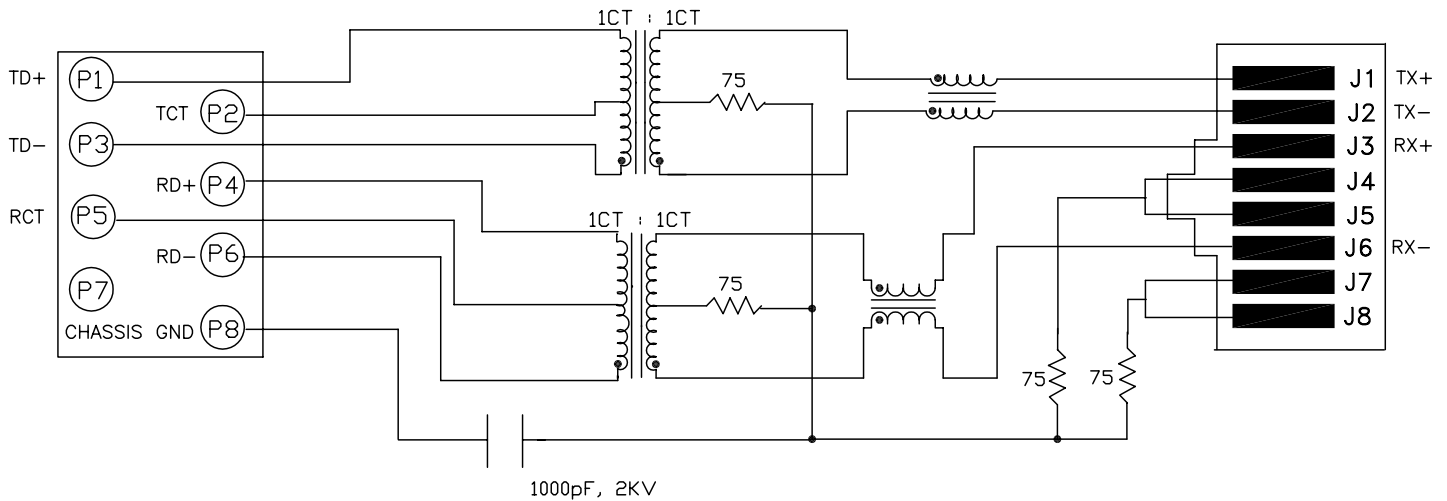 1CT : 1CT
TD+ P1
J1 TX+
75
TCT P2
J2 TX-
TD- P3
J3 RX+
RD+ P4
J4
RCT P5
1CT : 1CT
J5
RD- P6
J6 RX-
P7
75
J7
CHASSIS GND P8
J8
75 75
1000pF, 2KV